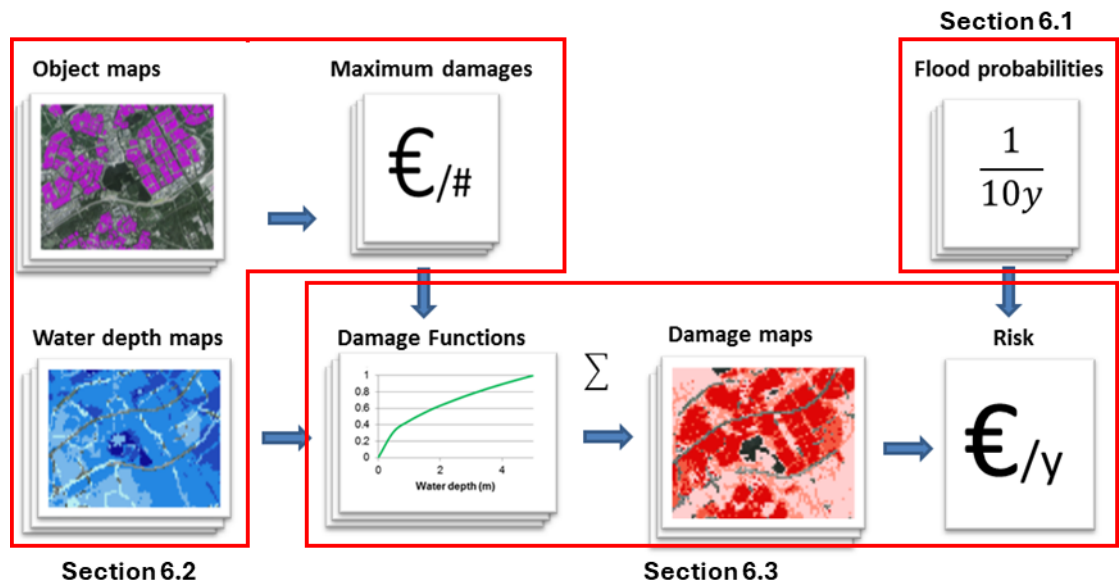 Section 6.1
Object maps
Maximum damages
Flood probabilities
€/#
1
10y
Water depth maps
Damage Functions
Damage maps
Risk
∑
1
0.8
0.6
0.4
0.2
0
0 2 4
Water depth (m)
€/y
Section 6.2
Section 6.3